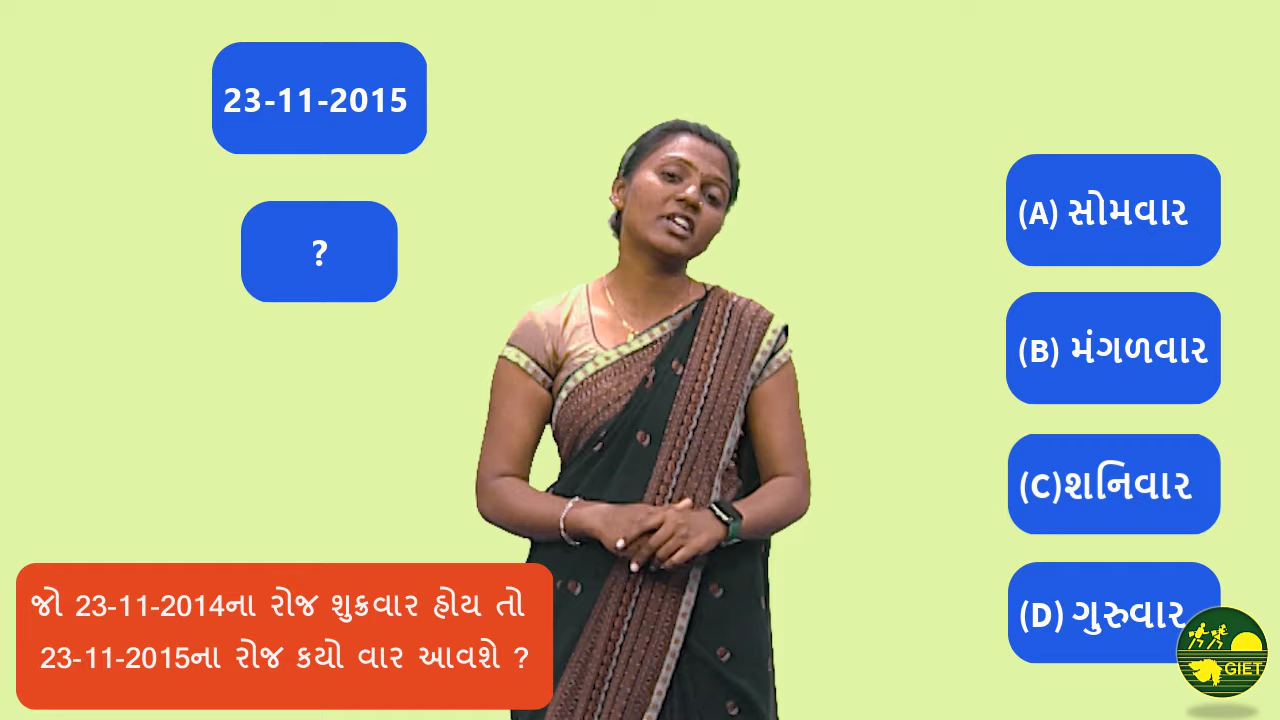 23-11-2015
?
(A) સોમવાર
(B) મંગળવાર
(C)શનિવાર
(D) ગુરુવાર
જો 23-11-2014ના રોજ શુક્રવાર હોય તો
23-11-2015ના રોજ કયો વાર આવશે ?
GIET